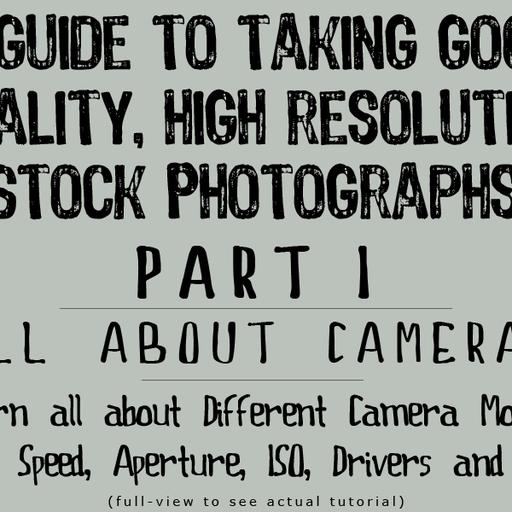 GUIDE TO TAKING GOO
ALITY, HIGH RESOLUTI
STOCK PHOTOGRAPHS
PART I
LL ABOUT CAMERA
rn all about Different Camera Mo
Speed, Aperture, ISO, Drivers and
(full-view to see actual tutorial)